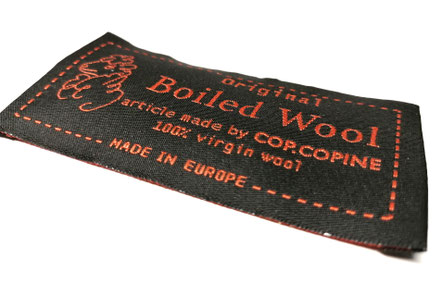 Original
Boiled Wool
article made by COP.COPINE
100% virgin wool
MADE IN EUROPE